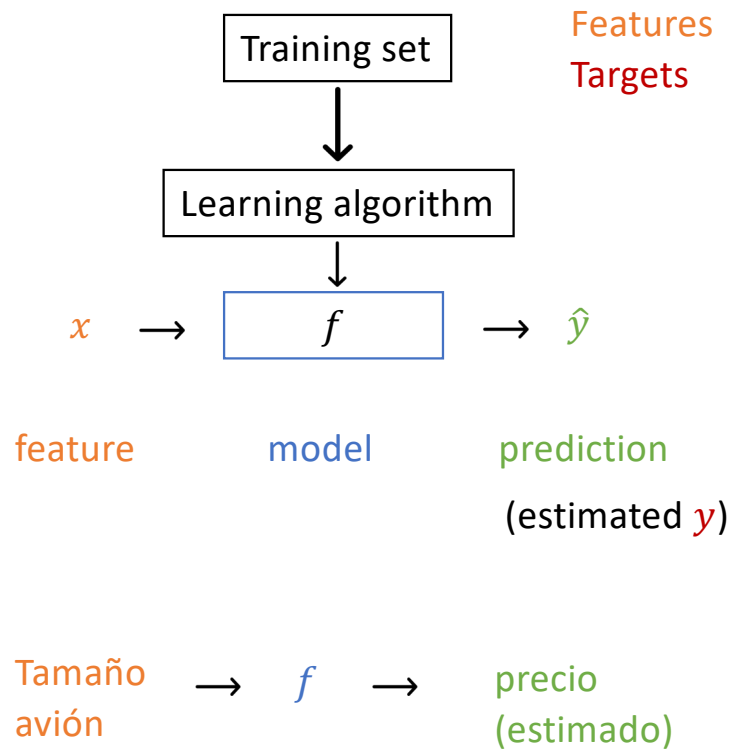 Training set
Features
Targets
Learning algorithm
x → f → ŷ
feature model prediction
(estimated y)
Tamaño avión → f → precio (estimado)